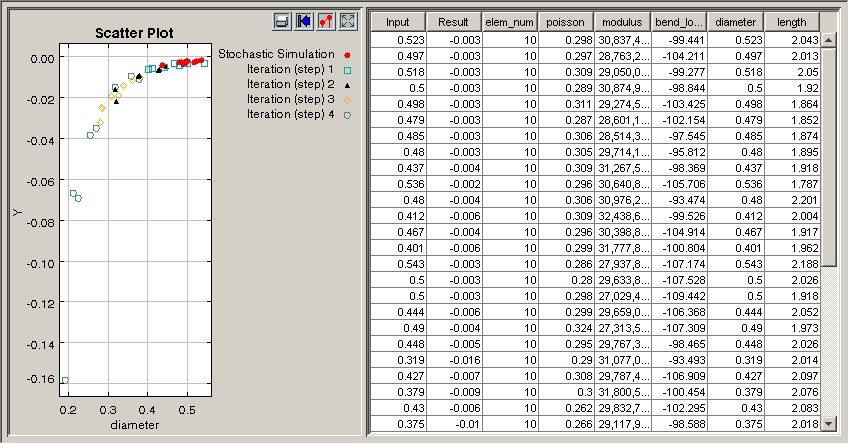 Scatter Plot
0.00
-0.02
-0.04
-0.06
-0.08
-0.10
-0.12
-0.14
-0.16
Y
0.2 0.3 0.4 0.5
diameter
Stochastic Simulation
Iteration (step) 1
Iteration (step) 2
Iteration (step) 3
Iteration (step) 4
Input Result elem_num poisson modulus bend_lo... diameter length
0.523 -0.003 10 0.298 30,837,4... -99.441 0.523 2.043
0.497 -0.003 10 0.297 28,763,2... -104.211 0.497 2.013
0.518 -0.003 10 0.309 29,050,0... -99.277 0.518 2.05
0.5 -0.003 10 0.289 30,874,9... -98.844 0.5 1.92
0.498 -0.003 10 0.311 29,274,5... -103.425 0.498 1.864
0.479 -0.003 10 0.287 28,601,1... -102.154 0.479 1.852
0.485 -0.003 10 0.306 28,514,3... -97.545 0.485 1.874
0.48 -0.003 10 0.305 29,714,1... -95.812 0.48 1.895
0.437 -0.004 10 0.309 31,267,5... -98.369 0.437 1.918
0.536 -0.002 10 0.296 30,640,8... -105.706 0.536 1.787
0.48 -0.004 10 0.306 30,976,2... -93.474 0.48 2.201
0.412 -0.006 10 0.309 32,438,6... -99.526 0.412 2.004
0.467 -0.004 10 0.296 30,398,8... -104.914 0.467 1.917
0.401 -0.006 10 0.299 31,777,8... -100.804 0.401 1.962
0.543 -0.003 10 0.286 27,937,8... -107.174 0.543 2.188
0.5 -0.003 10 0.28 29,633,8... -107.528 0.5 2.026
0.5 -0.003 10 0.298 27,029,4... -109.442 0.5 1.918
0.444 -0.006 10 0.299 29,659,0... -106.368 0.444 2.052
0.49 -0.004 10 0.324 27,313,5... -107.309 0.49 1.973
0.448 -0.005 10 0.295 29,767,3... -98.465 0.448 2.026
0.319 -0.016 10 0.29 31,077,0... -93.493 0.319 2.014
0.427 -0.007 10 0.308 29,787,4... -106.909 0.427 2.097
0.379 -0.009 10 0.3 31,800,5... -100.454 0.379 2.076
0.43 -0.006 10 0.262 29,832,7... -102.295 0.43 2.083
0.375 -0.01 10 0.266 29,117,9... -98.588 0.375 2.018